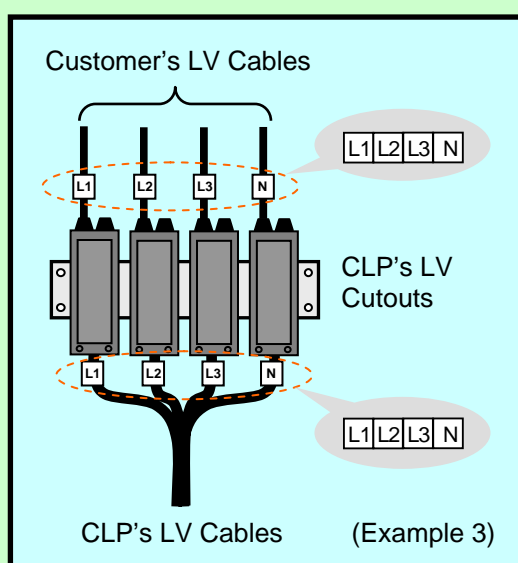 Customer's LV Cables
L1 L2 L3 N
L1 L2 L3 N
CLP's LV
Cutouts
L1 L2 L3 N
L1 L2 L3 N
CLP's LV Cables (Example 3)